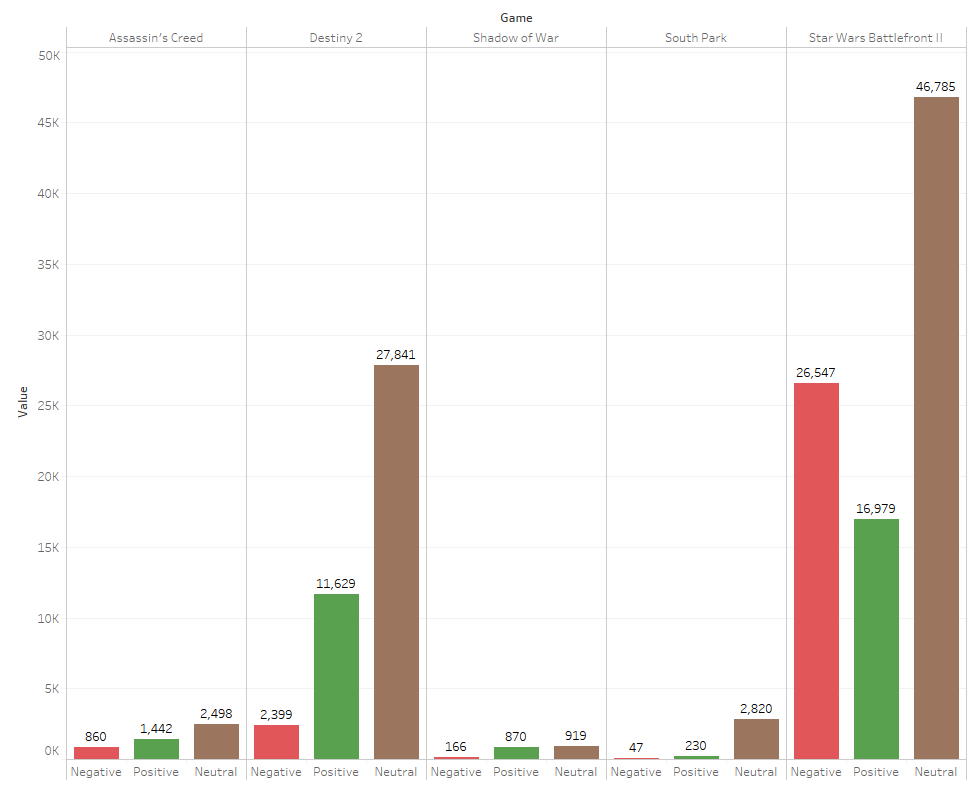 Game
Assassin's Creed Destiny 2 Shadow of War South Park Star Wars Battlefront II
50K
46,785
45K
40K
35K
30K
27,841
26,547
Value
25K
20K
16,979
15K
11,629
10K
5K
860 1,442 2,498 2,399 166 870 919 47 230 2,820
0K
Negative Positive Neutral Negative Positive Neutral Negative Positive Neutral Negative Positive Neutral Negative Positive Neutral